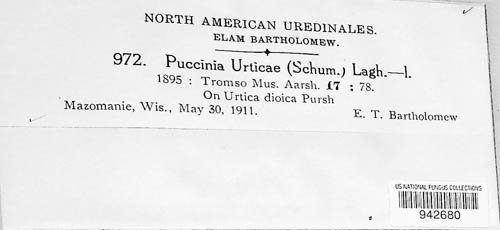 NORTH AMERICAN UREDINALES.
ELAM BARTHOLOMEW.
972. Puccinia Urticae (Schum.) Lagh.—I.
1895 : Tromso Mus. Aarsh. 17 : 78.
On Urtica dioica Pursh
Mazomanie, Wis., May 30, 1911. E. T. Bartholomew
US NATIONAL FUNGUS COLLECTIONS
942680